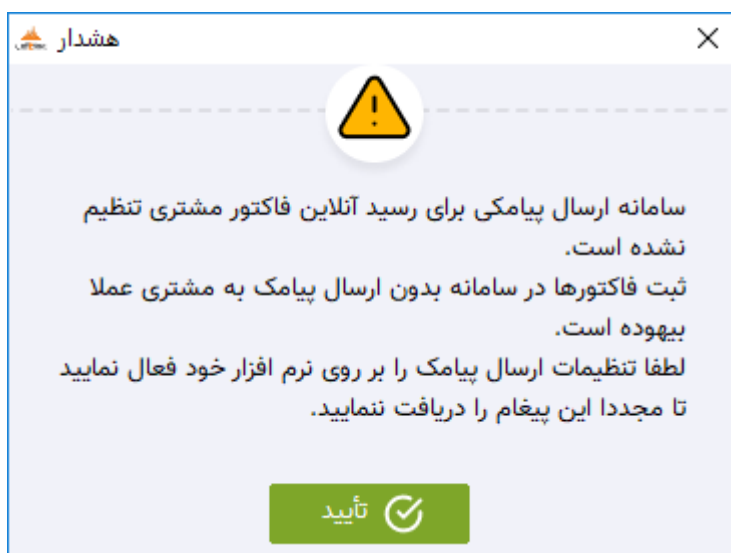 هشدار
سامانه ارسال پیامکی برای رسید آنلاین فاکتور مشتری تنظیم
نشده است.
ثبت فاکتورها در سامانه بدون ارسال پیامک به مشتری عملا
بیهوده است.
لطفا تنظیمات ارسال پیامک را بر روی نرم افزار خود فعال نمایید
تا مجددا این پیغام را دریافت ننمایید.
تأیید